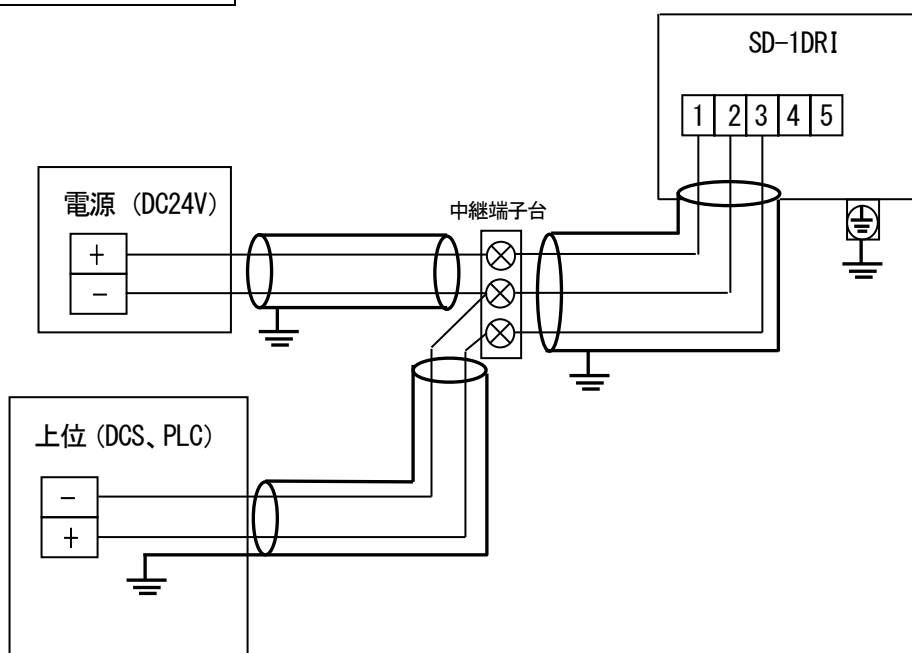 SD-1DRI
1 2 3 4 5
電源 (DC24V)
+
-
中継端子台
上位 (DCS、PLC)
-
+